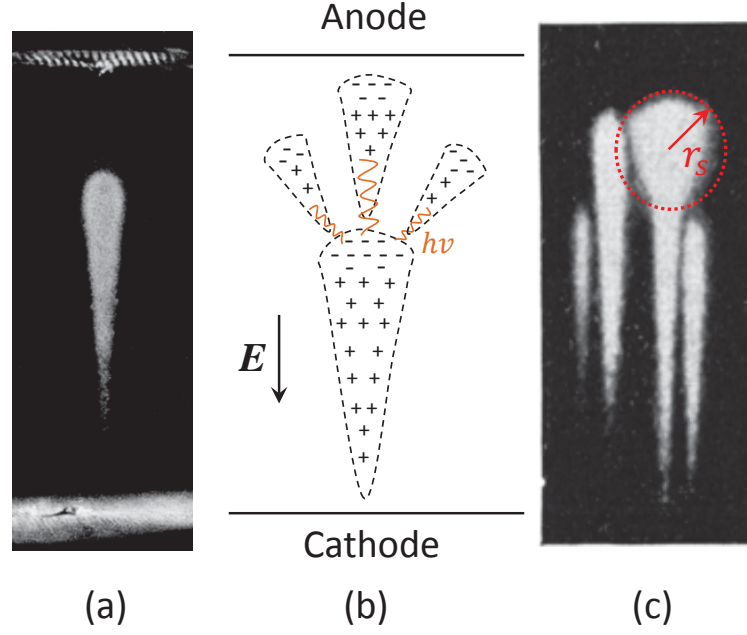 Anode
r_s
hν
E
Cathode
(a)
(b)
(c)